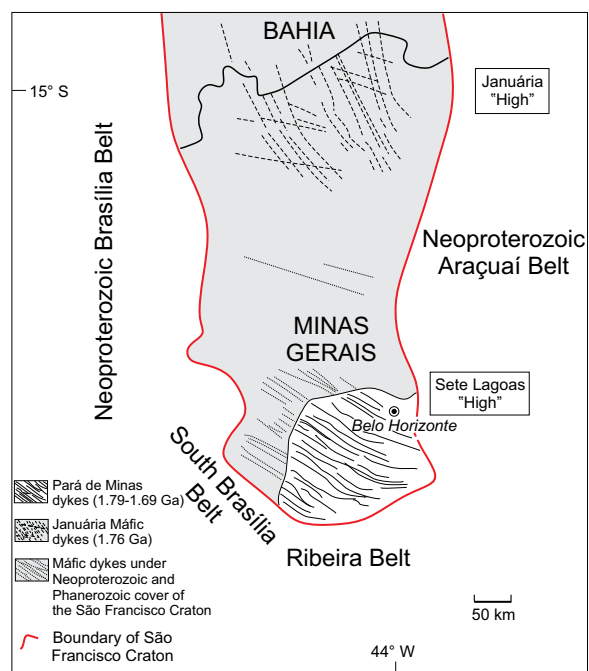 BAHIA
15° S
Januária
"High"
Neoproterozoic Brasília Belt
Neoproterozoic
Araçuaí Belt
MINAS
GERAIS
Sete Lagoas
"High"
Belo Horizonte
South Brasília
Belt
Ribeira Belt
Pará de Minas
dykes (1.79-1.69 Ga)
Januária Máfic
dykes (1.76 Ga)
Máfic dykes under
Neoproterozoic and
Phanerozoic cover of
the São Francisco Craton
Boundary of São
Francisco Craton
50 km
44° W